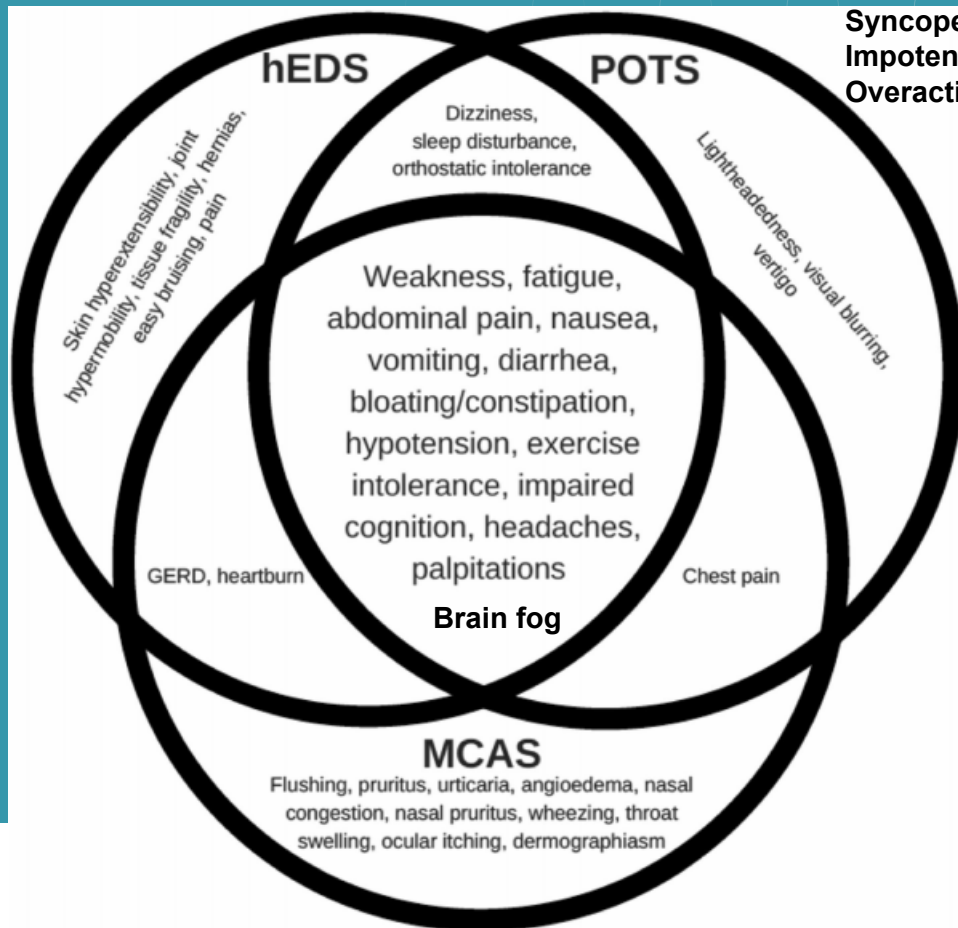 Syncope
hEDS
POTS
Dizziness,
sleep disturbance,
orthostatic intolerance
Skin hyperextensibility, joint
hypermobility, tissue fragility, hernias,
easy bruising, pain
Lightheadedness, visual blurring,
vertigo
Weakness, fatigue,
abdominal pain, nausea,
vomiting, diarrhea,
bloating/constipation,
hypotension, exercise
intolerance, impaired
cognition, headaches,
palpitations
Brain fog
GERD, heartburn
Chest pain
MCAS
Flushing, pruritus, urticaria, angioedema, nasal
congestion, nasal pruritus, wheezing, throat
swelling, ocular itching, dermographiasm